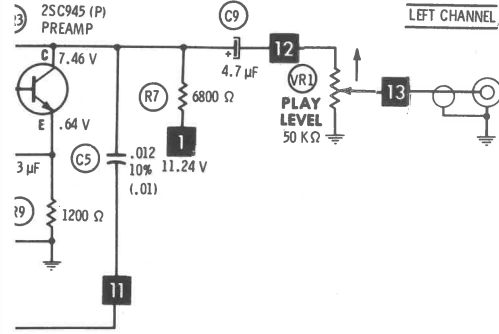 2SC945 (P)
PREAMP
C9
LEFT CHANNEL
C
7.46 V
+
4.7 µF
12
VR1
PLAY
LEVEL
50 KΩ
13
R7
6800 Ω
1
11.24 V
E
.64 V
3 µF
C5
.012
10%
(.01)
R9
1200 Ω
11